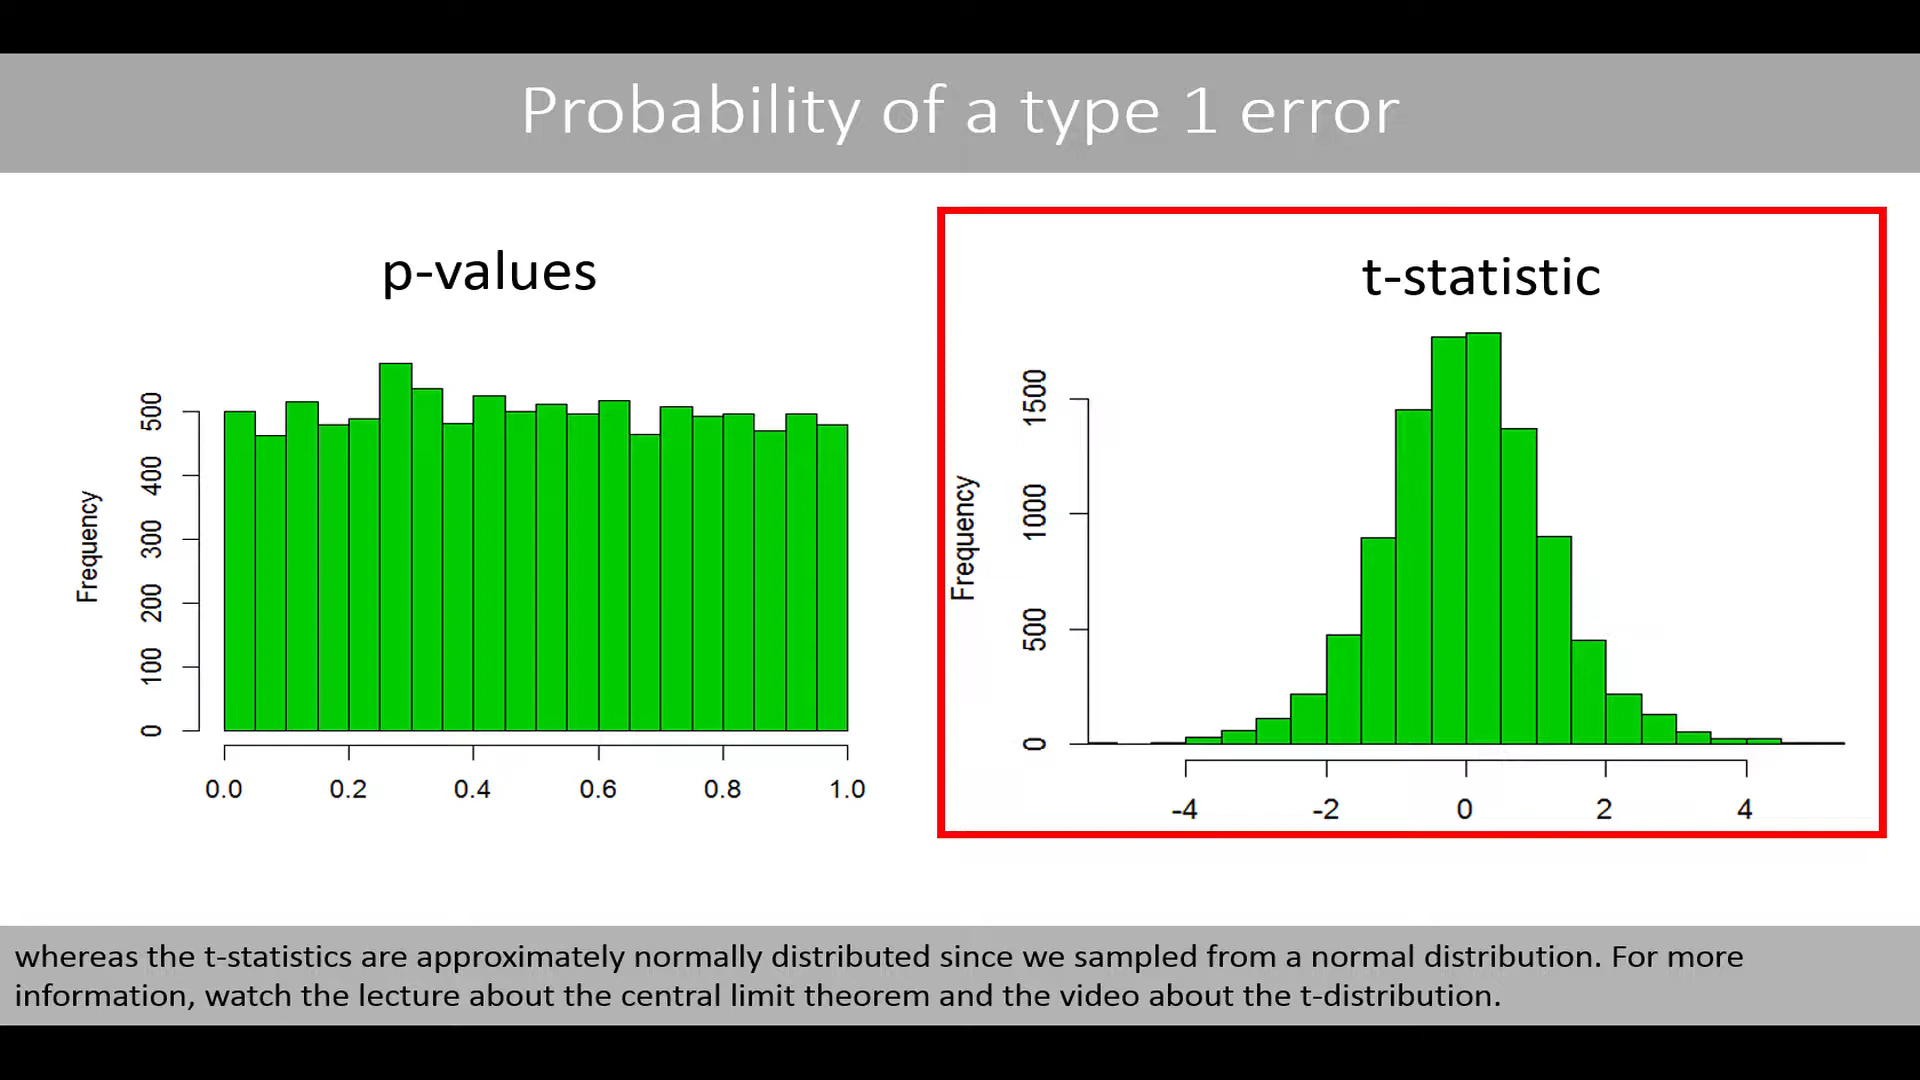 Probability of a type 1 error
p-values
Frequency
500
400
300
200
100
0
0.0 0.2 0.4 0.6 0.8 1.0
t-statistic
Frequency
1500
1000
500
0
-4 -2 0 2 4
whereas the t-statistics are approximately normally distributed since we sampled from a normal distribution. For more
information, watch the lecture about the central limit theorem and the video about the t-distribution.